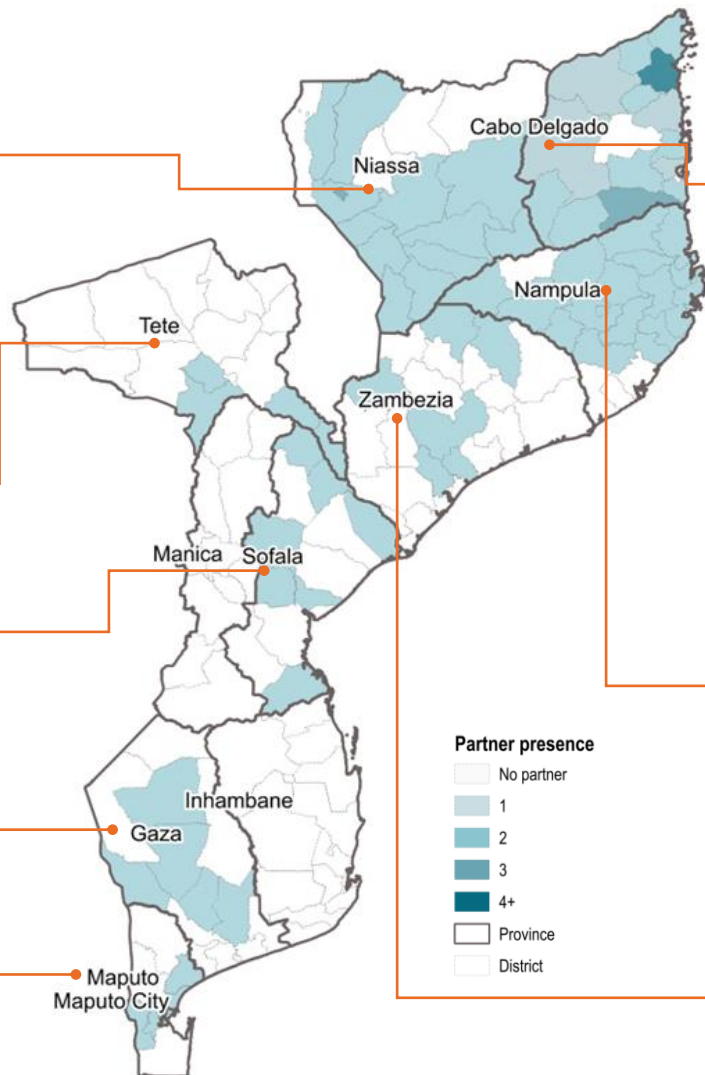 Cabo Delgado
Niassa
Nampula
Tete
Zambezia
Manica
Sofala
Inhambane
Gaza
Maputo
Maputo City
Partner presence
No partner
1
2
3
4+
Province
District